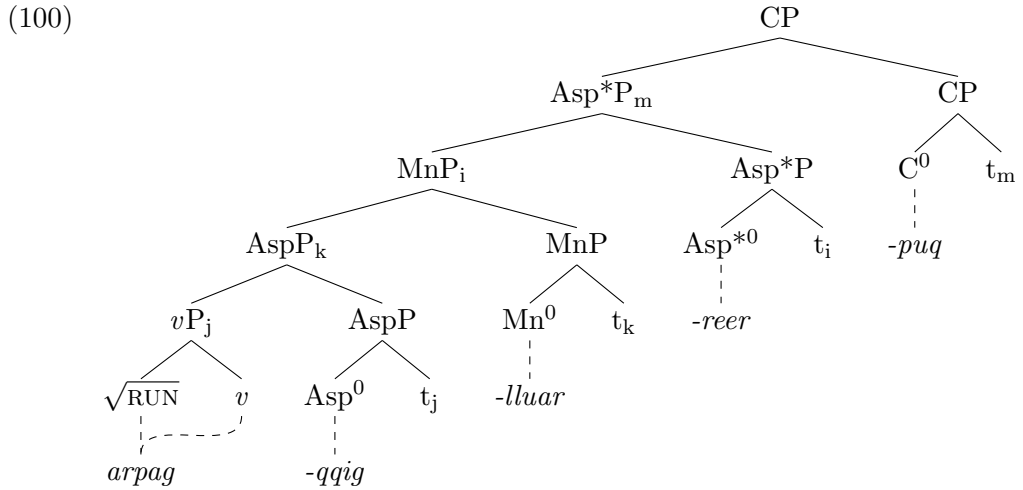 (100) CP
Asp*Pm CP
MnPi Asp*P C⁰ tm
AspPk MnP Asp*⁰ ti -puq
vPj AspP Mn⁰ tk -reer
√RUN v Asp⁰ tj -lluar
arpag -qqig